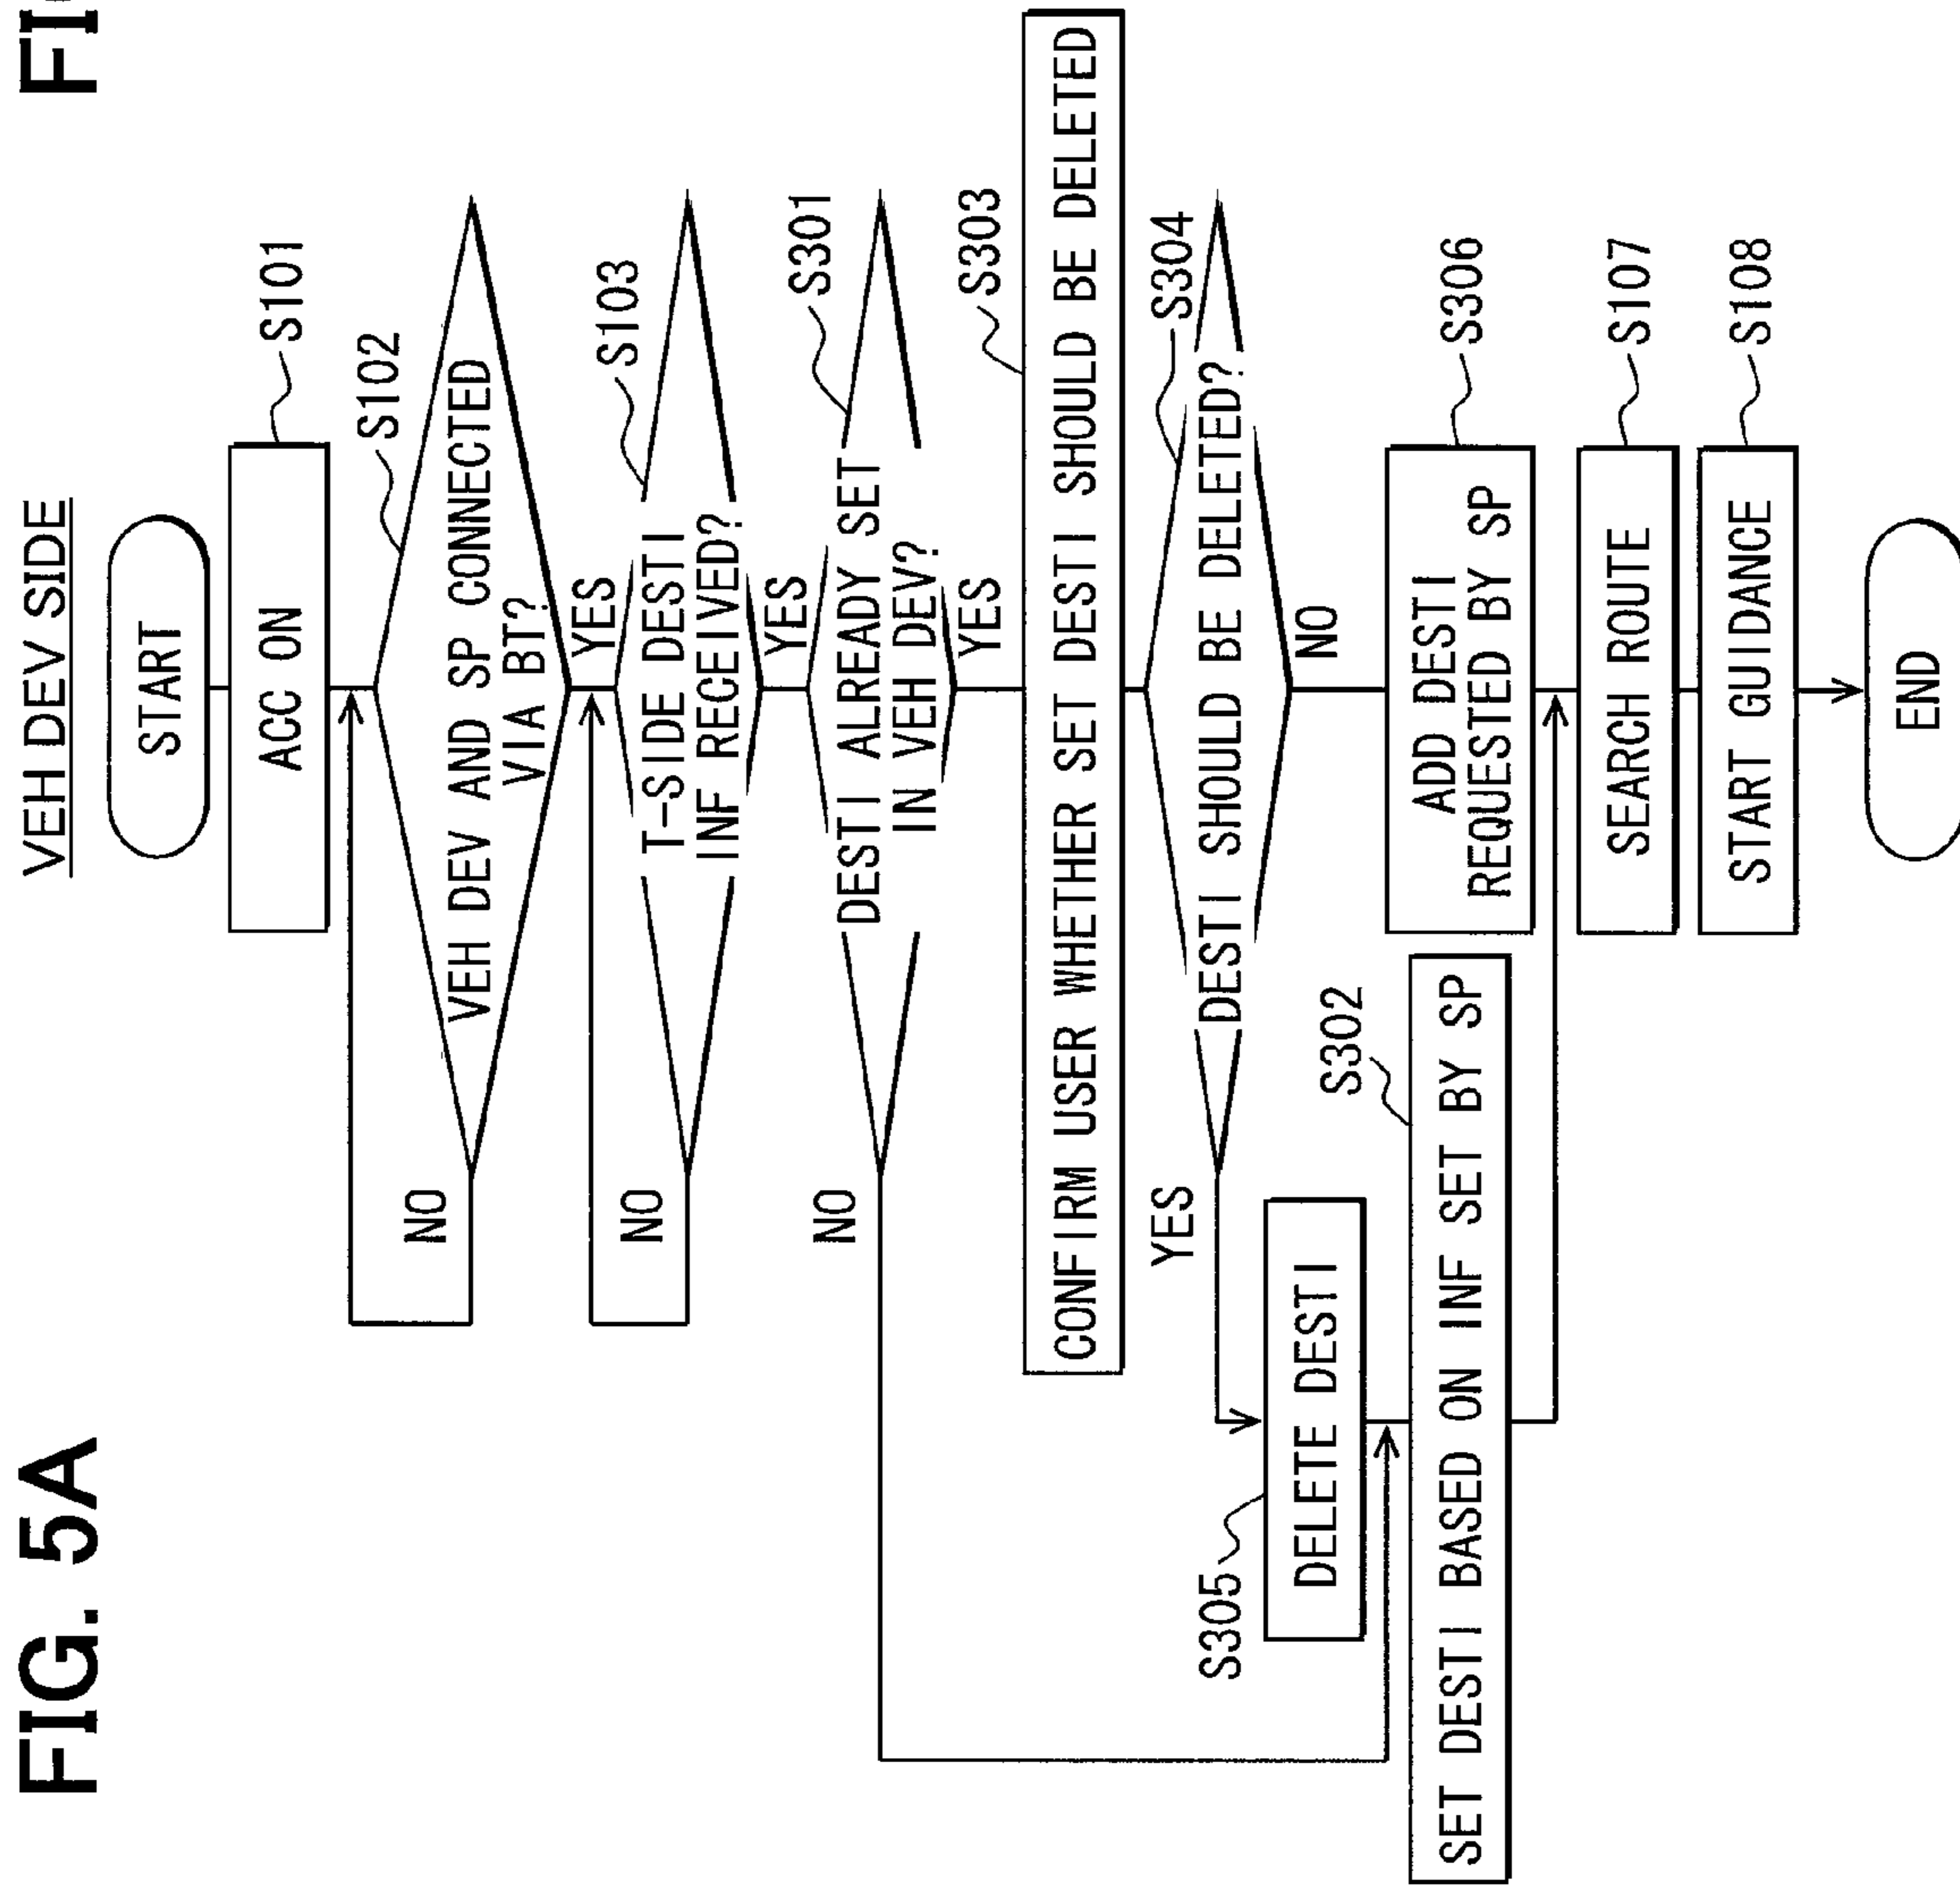 FIG. 5A
FI
VEH DEV SIDE
START
ACC ON
S101
S102
VEH DEV AND SP CONNECTED
VIA BT?
NO
YES
S103
T-SIDE DESTI
INF RECEIVED?
NO
YES
S301
DESTI ALREADY SET
IN VEH DEV?
NO
YES
S303
CONFIRM USER WHETHER SET DESTI SHOULD BE DELETED
S304
DESTI SHOULD BE DELETED?
YES
NO
S305
DELETE DESTI
S302
SET DESTI BASED ON INF SET BY SP
ADD DESTI
REQUESTED BY SP
S306
SEARCH ROUTE
S107
START GUIDANCE
S108
END